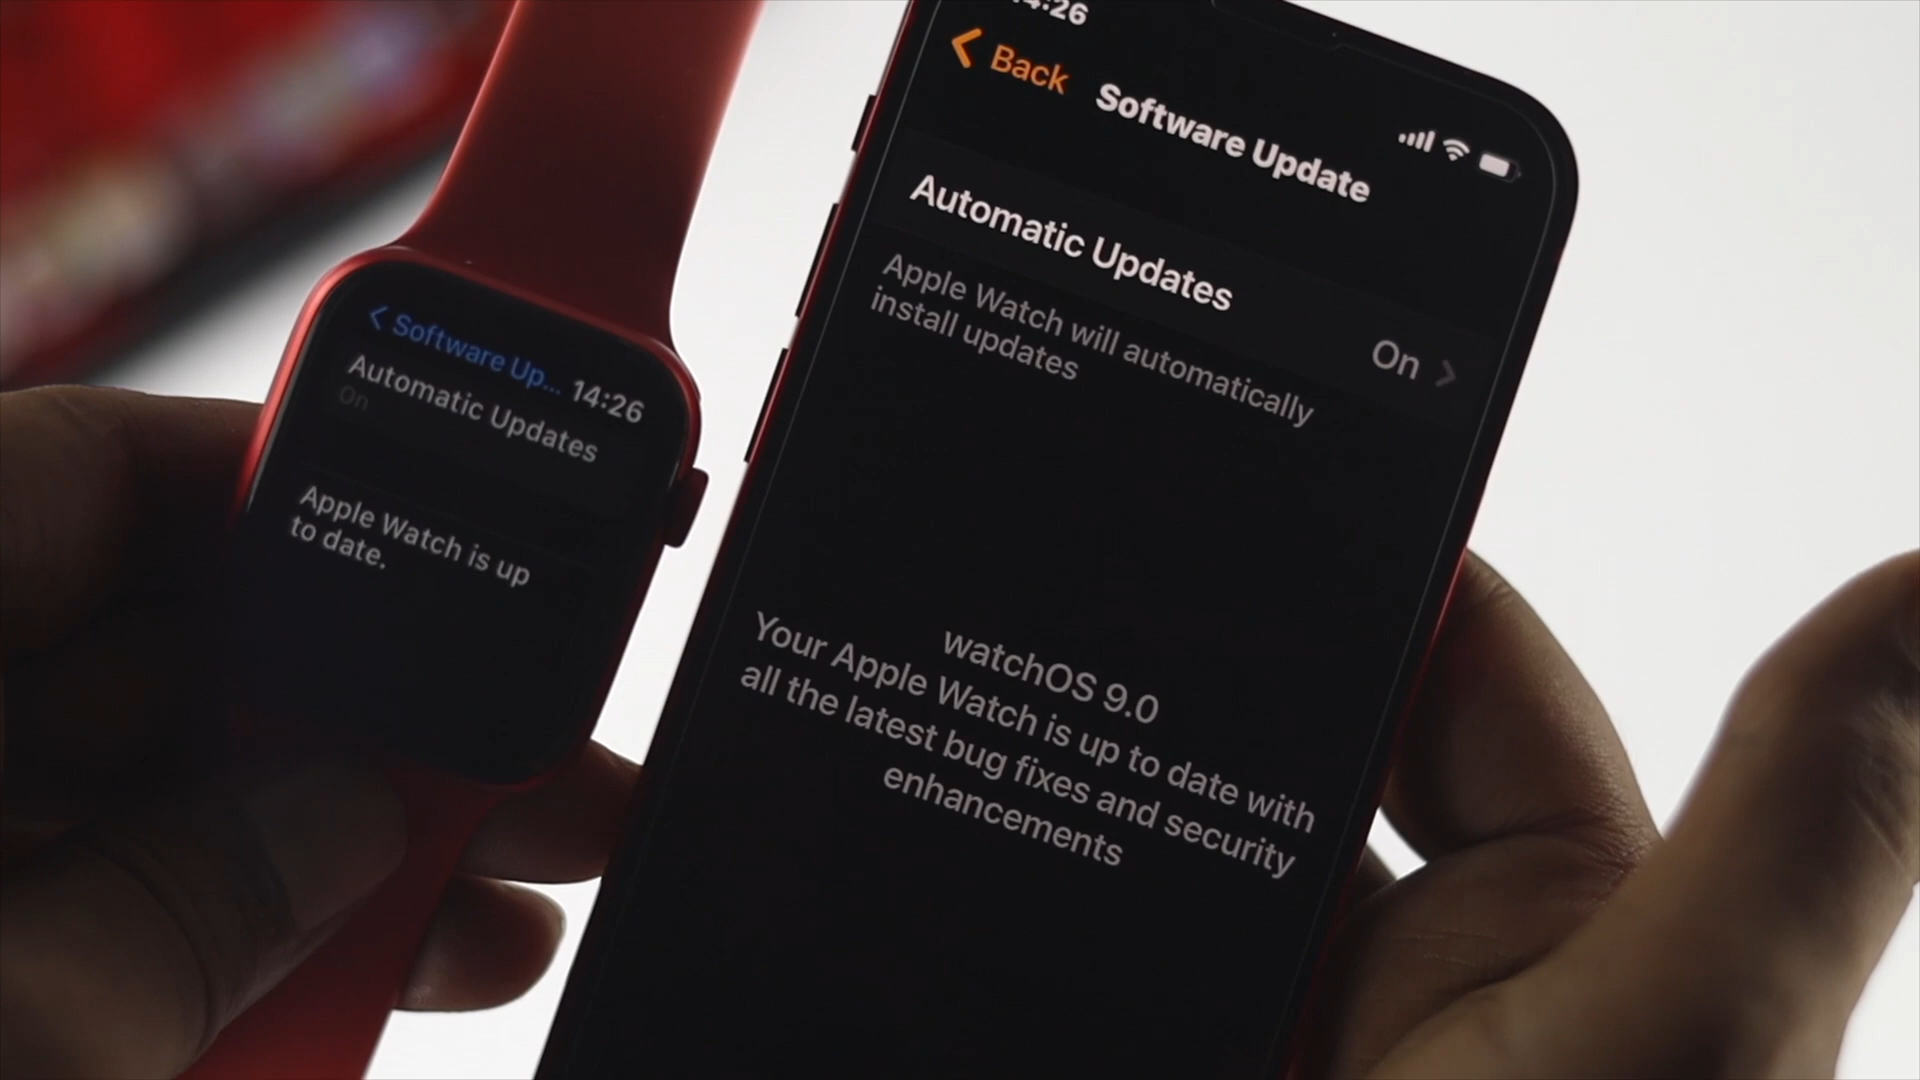 Software Up... 14:26
Automatic Updates
On
Apple Watch is up
to date.
14:26
Back
Software Update
Automatic Updates
On
Apple Watch will automatically
install updates
watchOS 9.0
Your Apple Watch is up to date with
all the latest bug fixes and security
enhancements